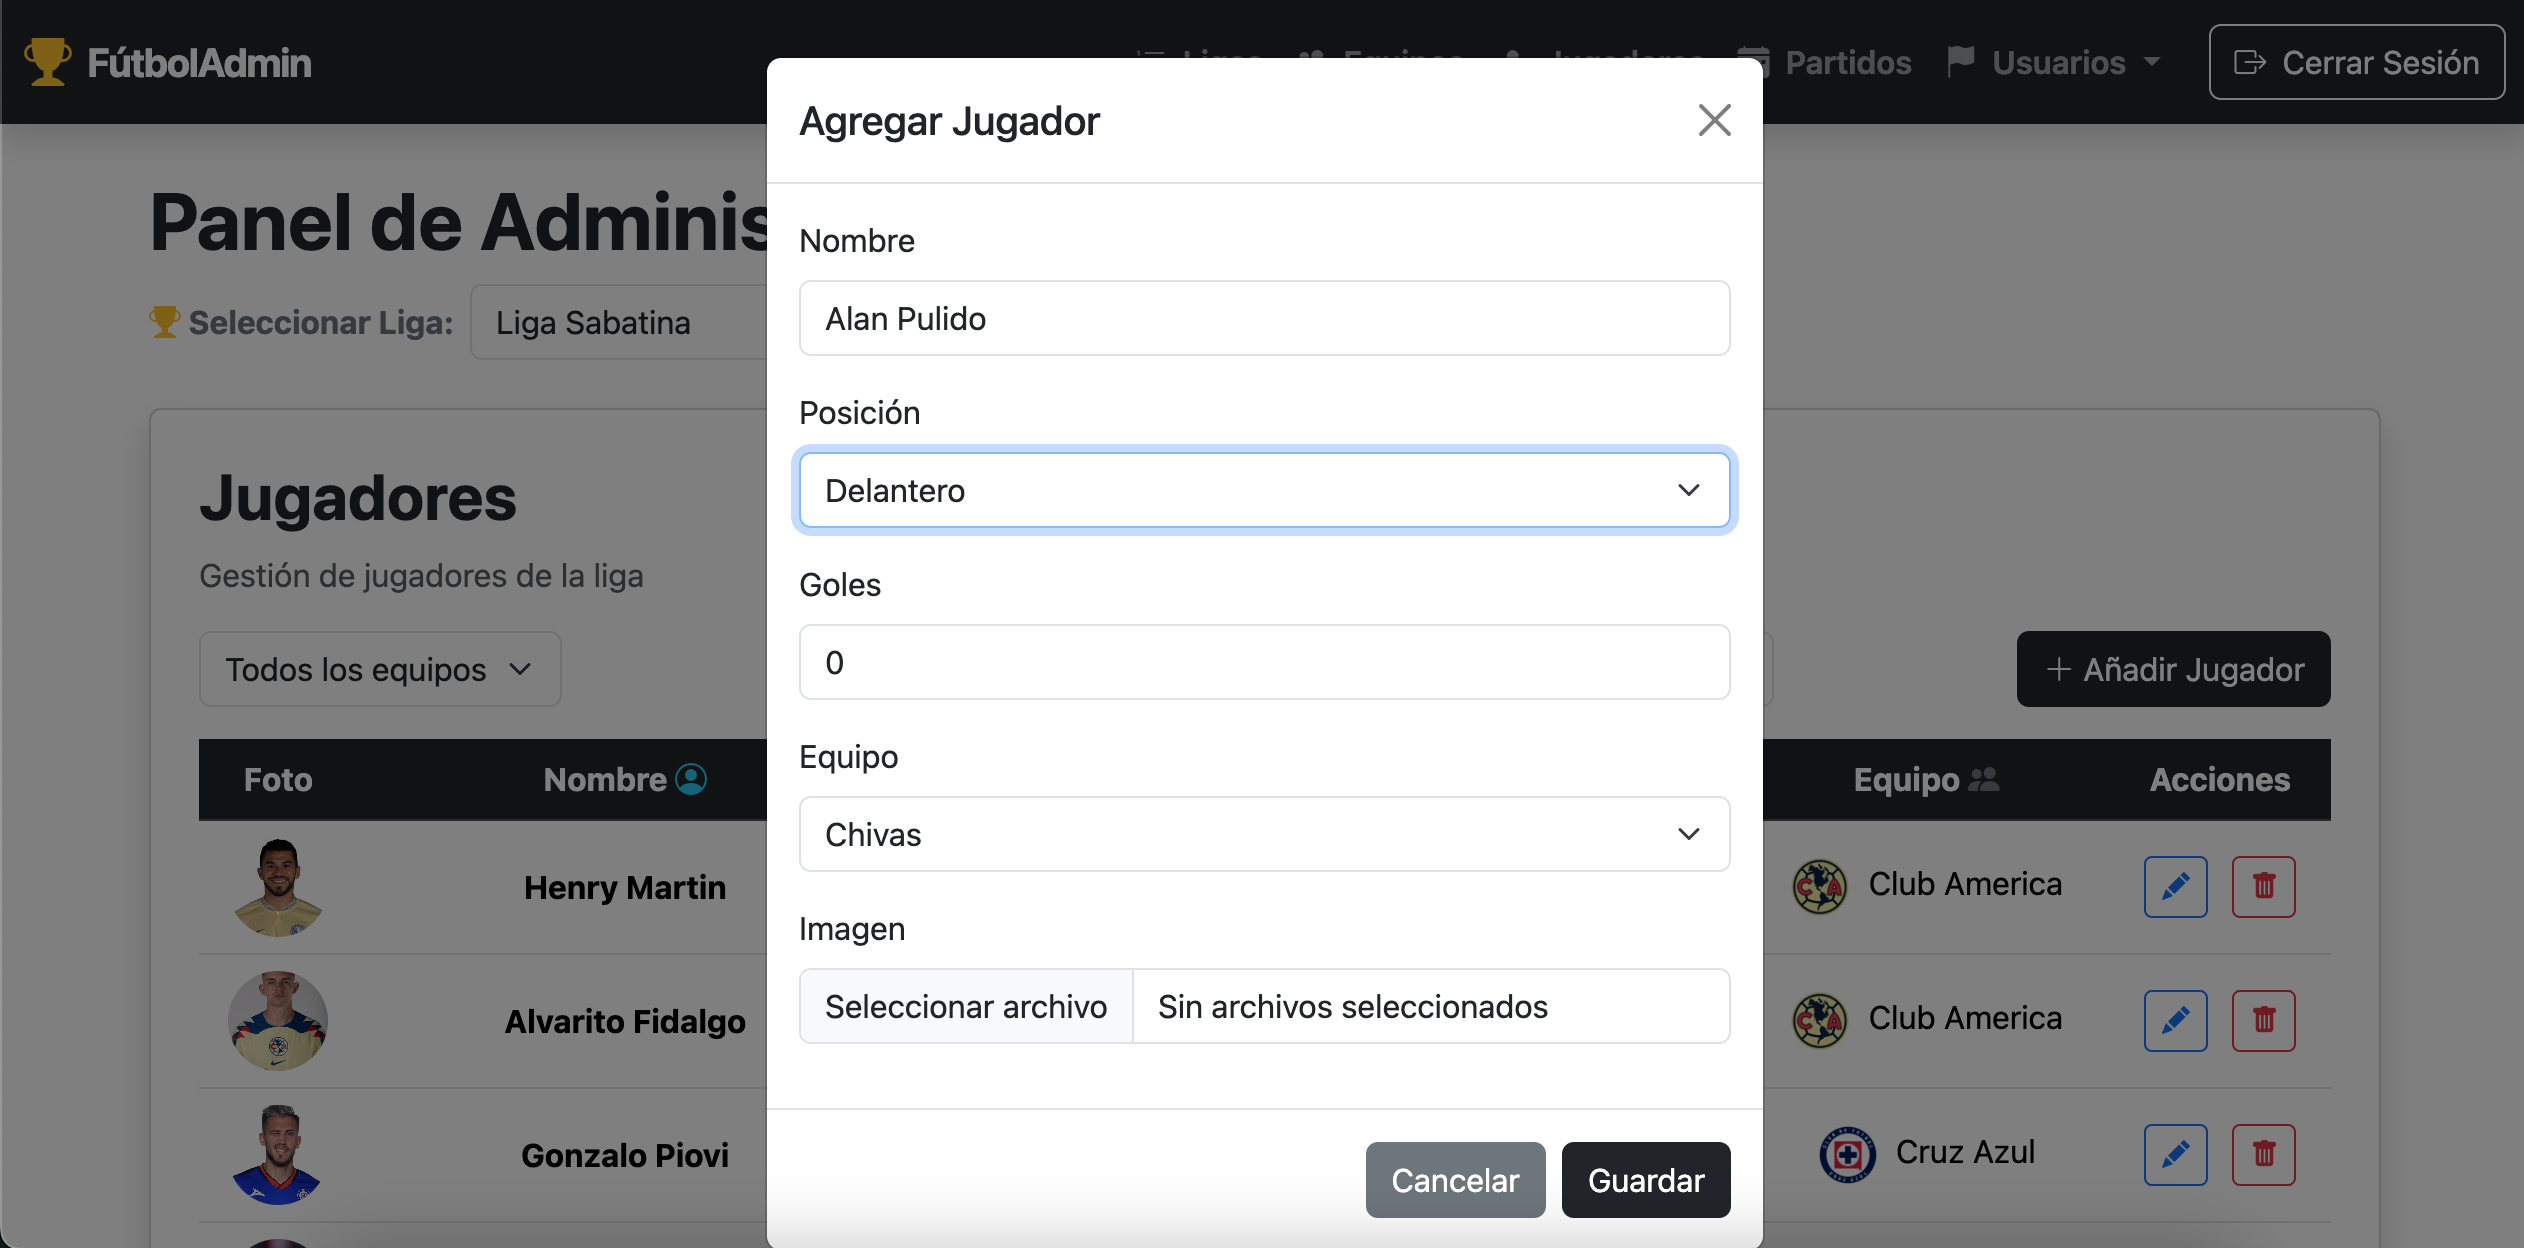 FútbolAdmin
Partidos
Usuarios
Cerrar Sesión
Panel de Adminis
Seleccionar Liga:
Liga Sabatina
Jugadores
Gestión de jugadores de la liga
Todos los equipos
+ Añadir Jugador
Foto
Nombre
Equipo
Acciones
Henry Martin
Club America
Alvarito Fidalgo
Club America
Gonzalo Piovi
Cruz Azul
Agregar Jugador
Nombre
Alan Pulido
Posición
Delantero
Goles
0
Equipo
Chivas
Imagen
Seleccionar archivo
Sin archivos seleccionados
Cancelar
Guardar